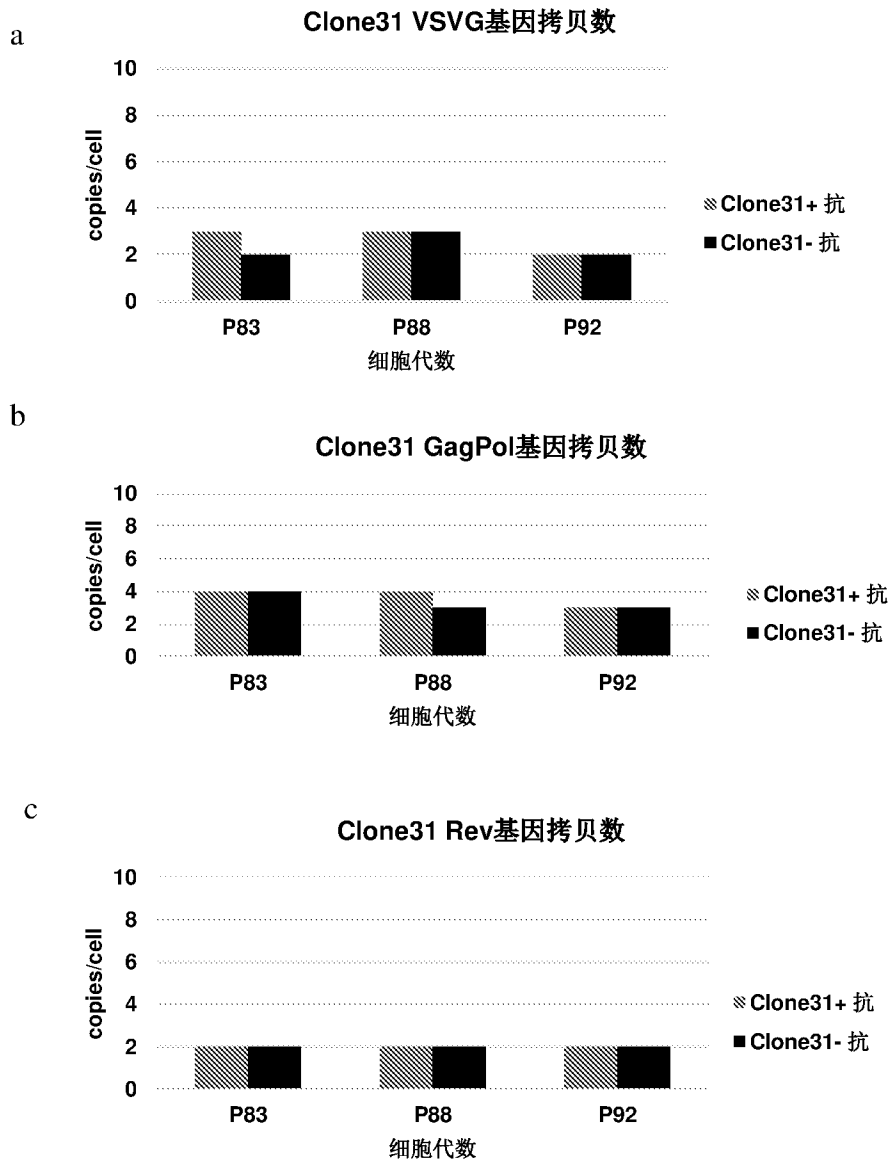 a
Clone31 VSVG基因拷贝数
10
8
6
4
2
0
copies/cell
P83 P88 P92
细胞代数
Clone31+ 抗
Clone31- 抗
b
Clone31 GagPol基因拷贝数
10
8
6
4
2
0
copies/cell
P83 P88 P92
细胞代数
Clone31+ 抗
Clone31- 抗
c
Clone31 Rev基因拷贝数
10
8
6
4
2
0
copies/cell
P83 P88 P92
细胞代数
Clone31+ 抗
Clone31- 抗